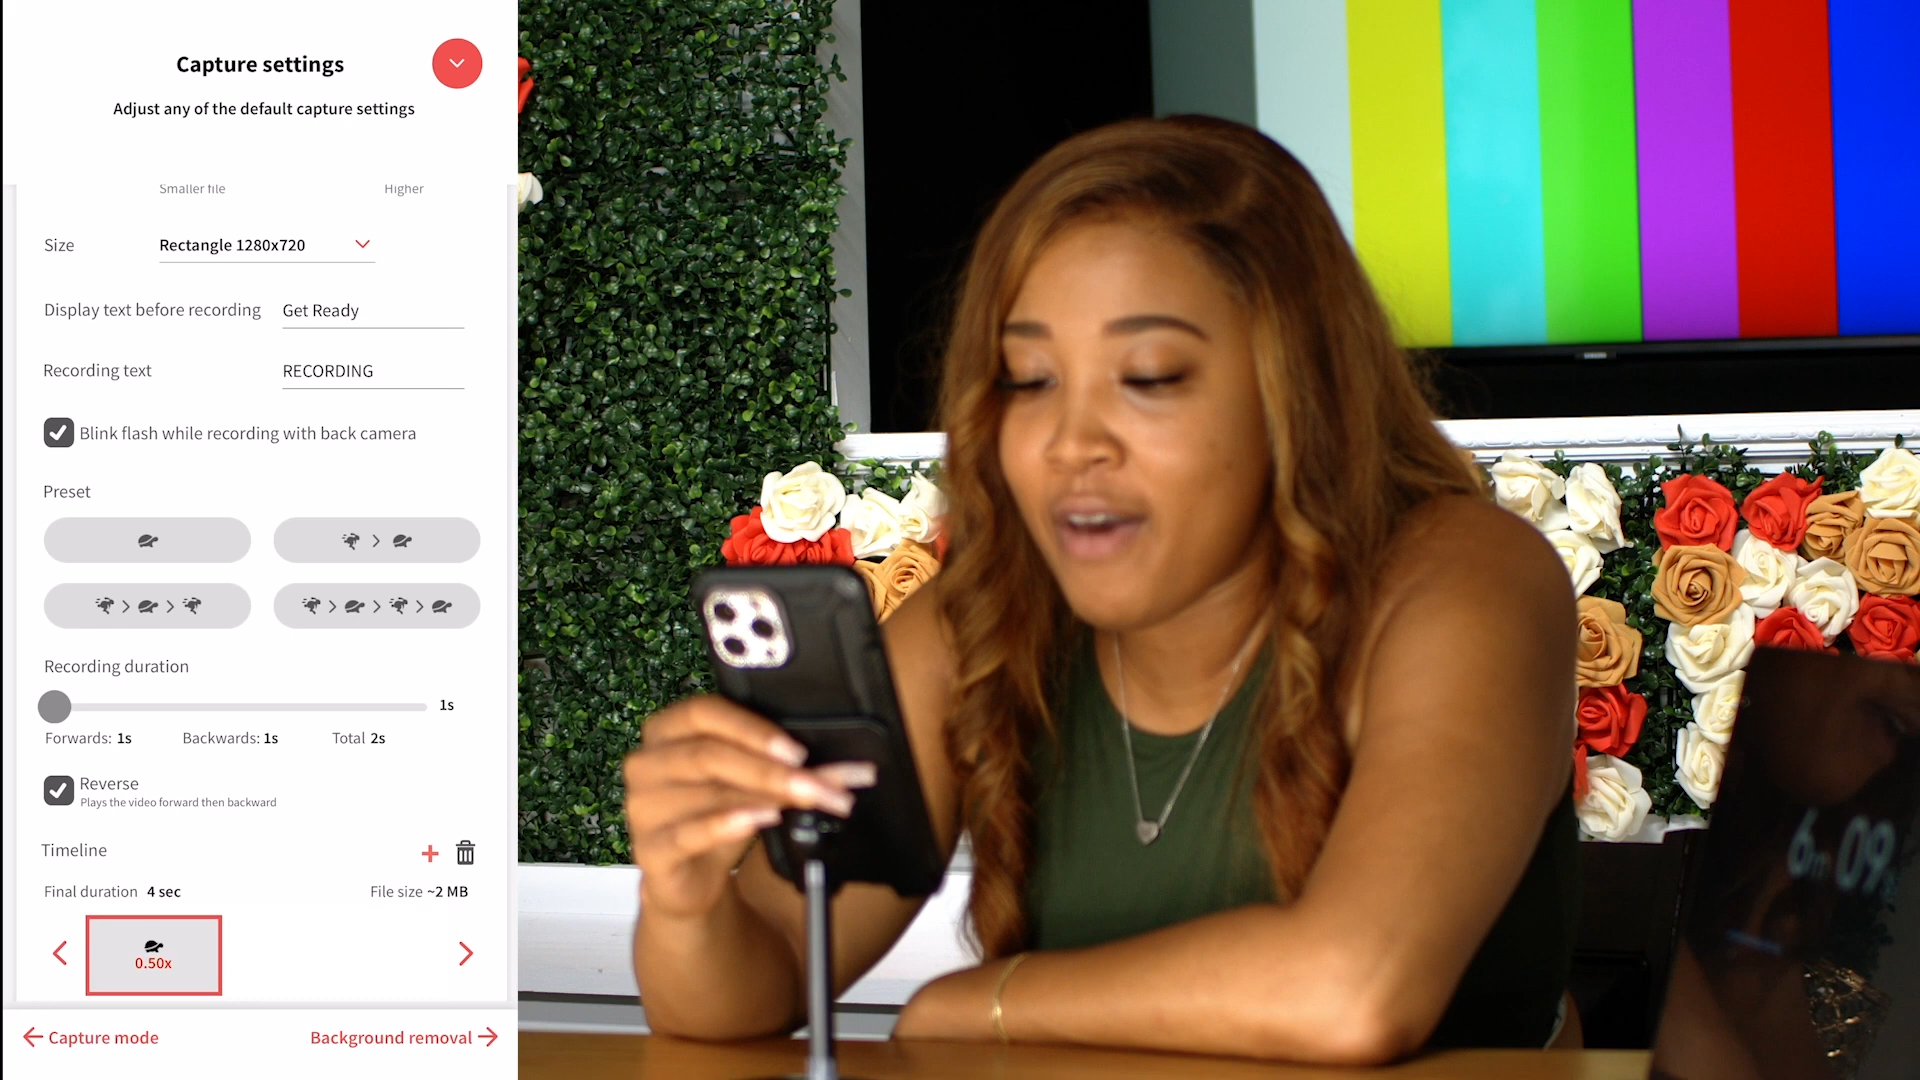 Capture settings
Adjust any of the default capture settings
Smaller file Higher
Size Rectangle 1280x720
Display text before recording Get Ready
Recording text RECORDING
Blink flash while recording with back camera
Preset
Recording duration
1s
Forwards: 1s Backwards: 1s Total 2s
Reverse
Plays the video forward then backward
Timeline
Final duration 4 sec File size ~2 MB
0.50x
Capture mode Background removal
6m 09s